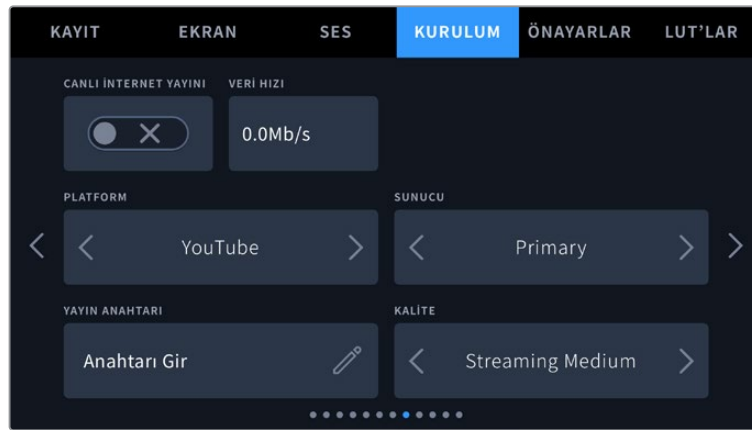 KAYIT EKRAN SES KURULUM ÖNAYARLAR LUT'LAR
CANLI İNTERNET YAYINI VERİ HIZI
0.0Mb/s
PLATFORM SUNUCU
YouTube Primary
YAYIN ANAHTARI KALİTE
Anahtarı Gir Streaming Medium